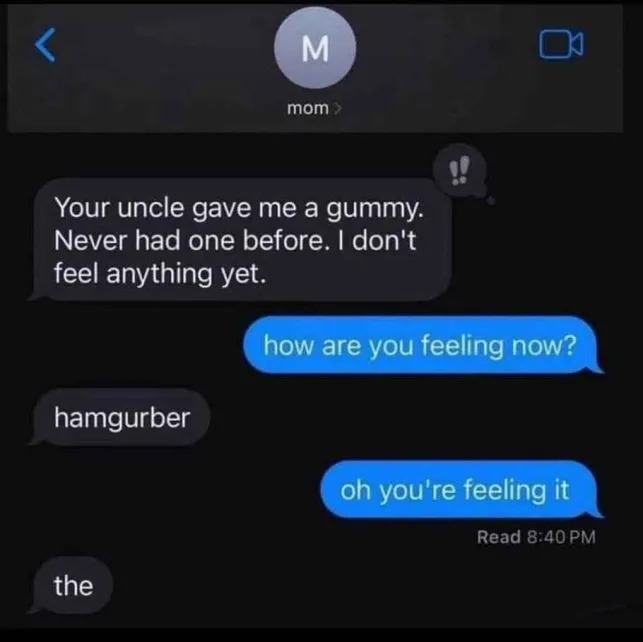 M
mom >
!!
Your uncle gave me a gummy.
Never had one before. I don't
feel anything yet.
how are you feeling now?
hamgurber
oh you're feeling it
Read 8:40 PM
the